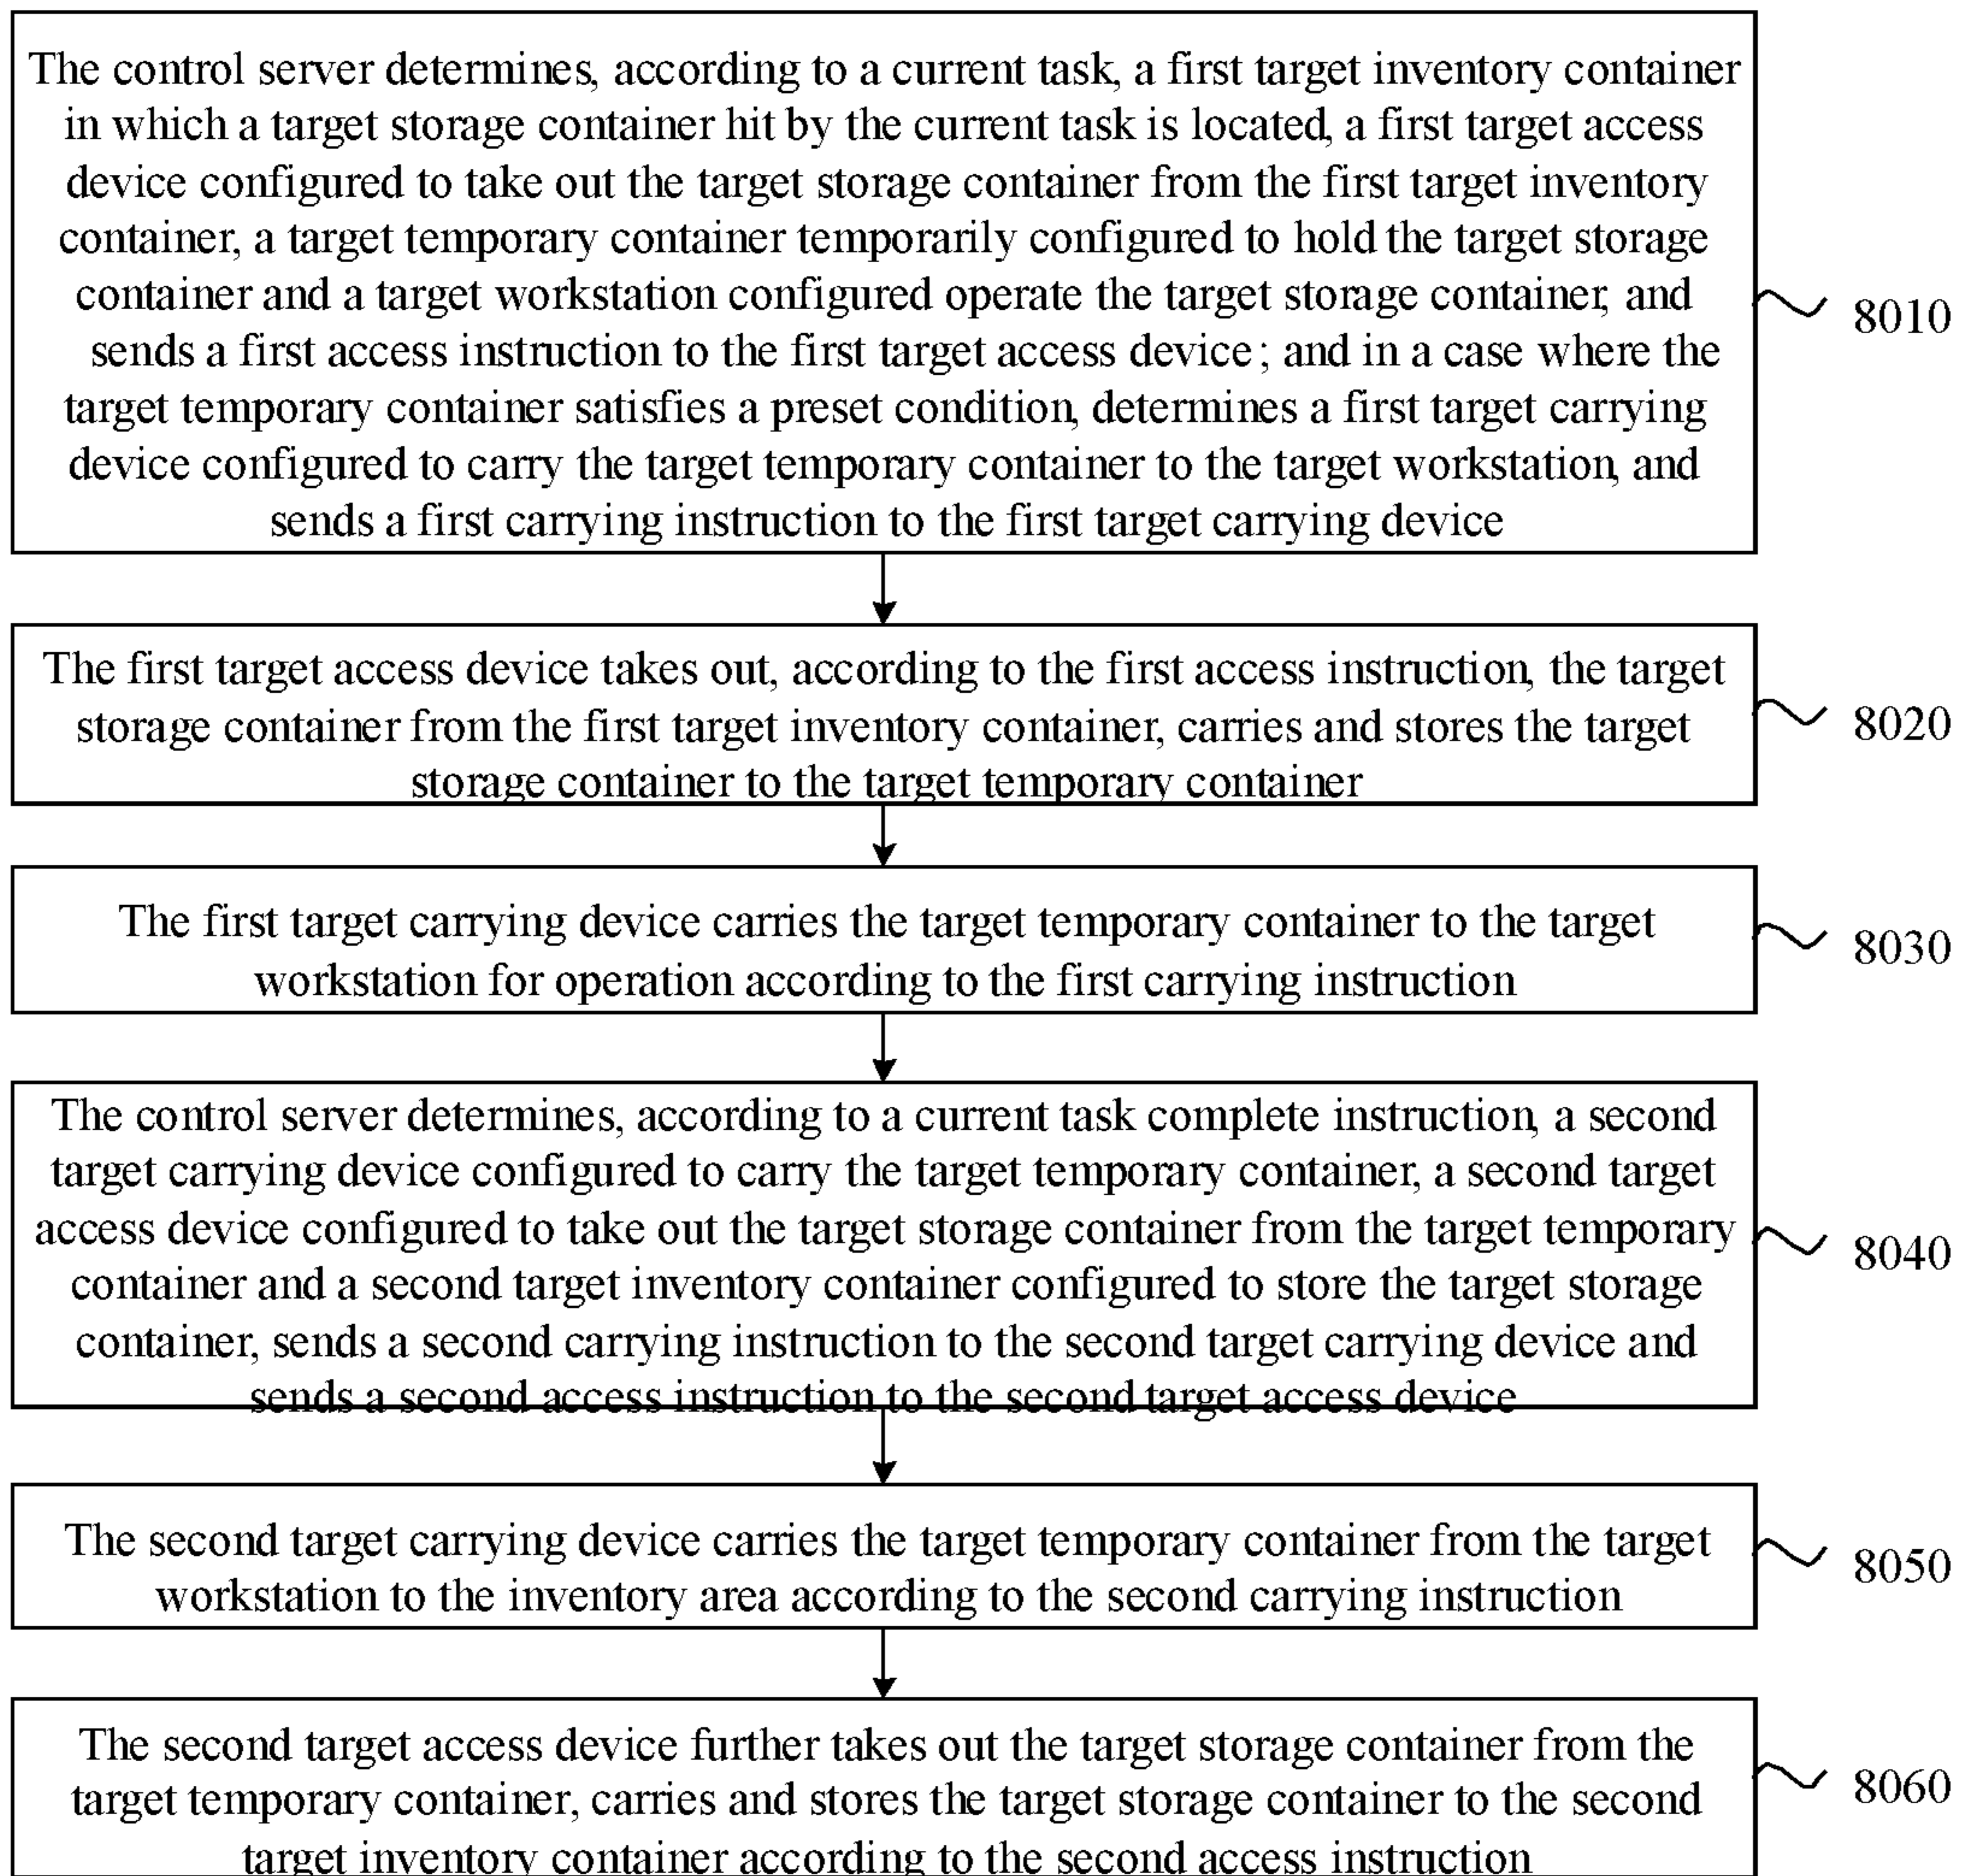 The control server determines, according to a current task, a first target inventory container
in which a target storage container hit by the current task is located, a first target access
device configured to take out the target storage container from the first target inventory
container, a target temporary container temporarily configured to hold the target storage
container and a target workstation configured operate the target storage container, and
sends a first access instruction to the first target access device; and in a case where the
target temporary container satisfies a preset condition, determines a first target carrying
device configured to carry the target temporary container to the target workstation, and
sends a first carrying instruction to the first target carrying device
8010
The first target access device takes out, according to the first access instruction, the target
storage container from the first target inventory container, carries and stores the target
storage container to the target temporary container
8020
The first target carrying device carries the target temporary container to the target
workstation for operation according to the first carrying instruction
8030
The control server determines, according to a current task complete instruction, a second
target carrying device configured to carry the target temporary container, a second target
access device configured to take out the target storage container from the target temporary
container and a second target inventory container configured to store the target storage
container, sends a second carrying instruction to the second target carrying device and
sends a second access instruction to the second target access device
8040
The second target carrying device carries the target temporary container from the target
workstation to the inventory area according to the second carrying instruction
8050
The second target access device further takes out the target storage container from the
target temporary container, carries and stores the target storage container to the second
target inventory container according to the second access instruction
8060